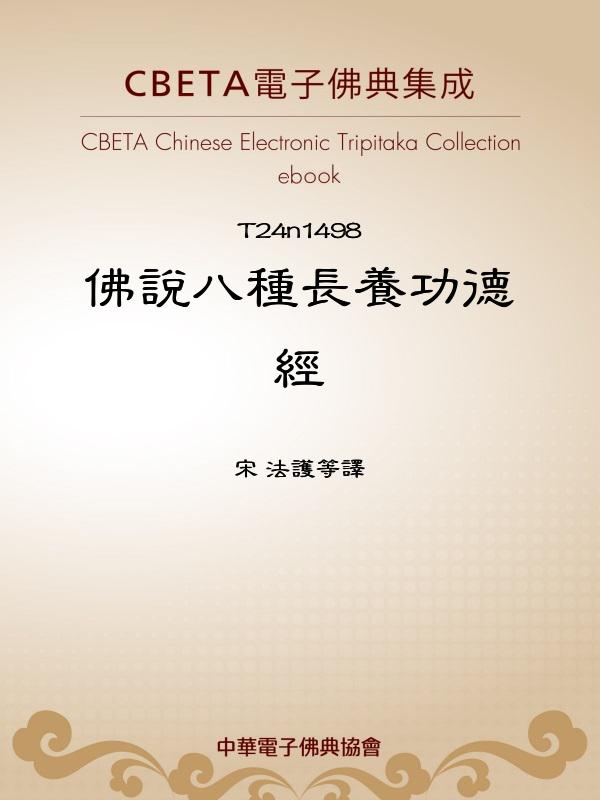 CBETA電子佛典集成
CBETA Chinese Electronic Tripitaka Collection
ebook
T24n1498
佛說八種長養功德
經
宋 法護等譯
中華電子佛典協會